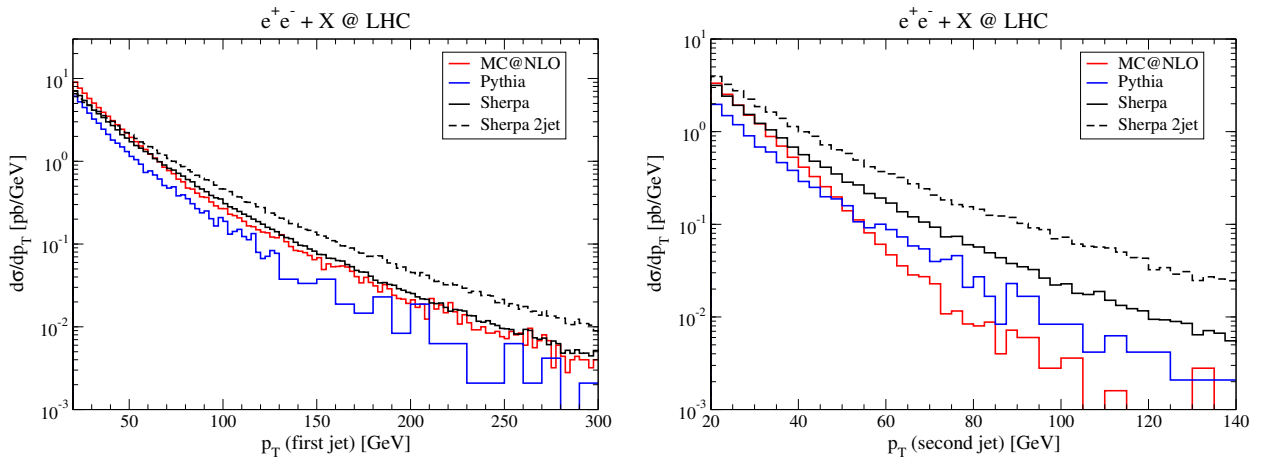 e⁺e⁻ + X @ LHC
MC@NLO
Pythia
Sherpa
Sherpa 2jet
10¹
10⁰
10⁻¹
10⁻²
10⁻³
dσ/dp_T [pb/GeV]
50 100 150 200 250 300
p_T (first jet) [GeV]
e⁺e⁻ + X @ LHC
MC@NLO
Pythia
Sherpa
Sherpa 2jet
10¹
10⁰
10⁻¹
10⁻²
10⁻³
dσ/dp_T [pb/GeV]
20 40 60 80 100 120 140
p_T (second jet) [GeV]